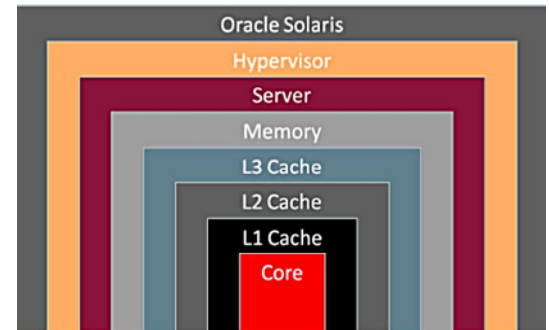 Oracle Solaris
Hypervisor
Server
Memory
L3 Cache
L2 Cache
L1 Cache
Core